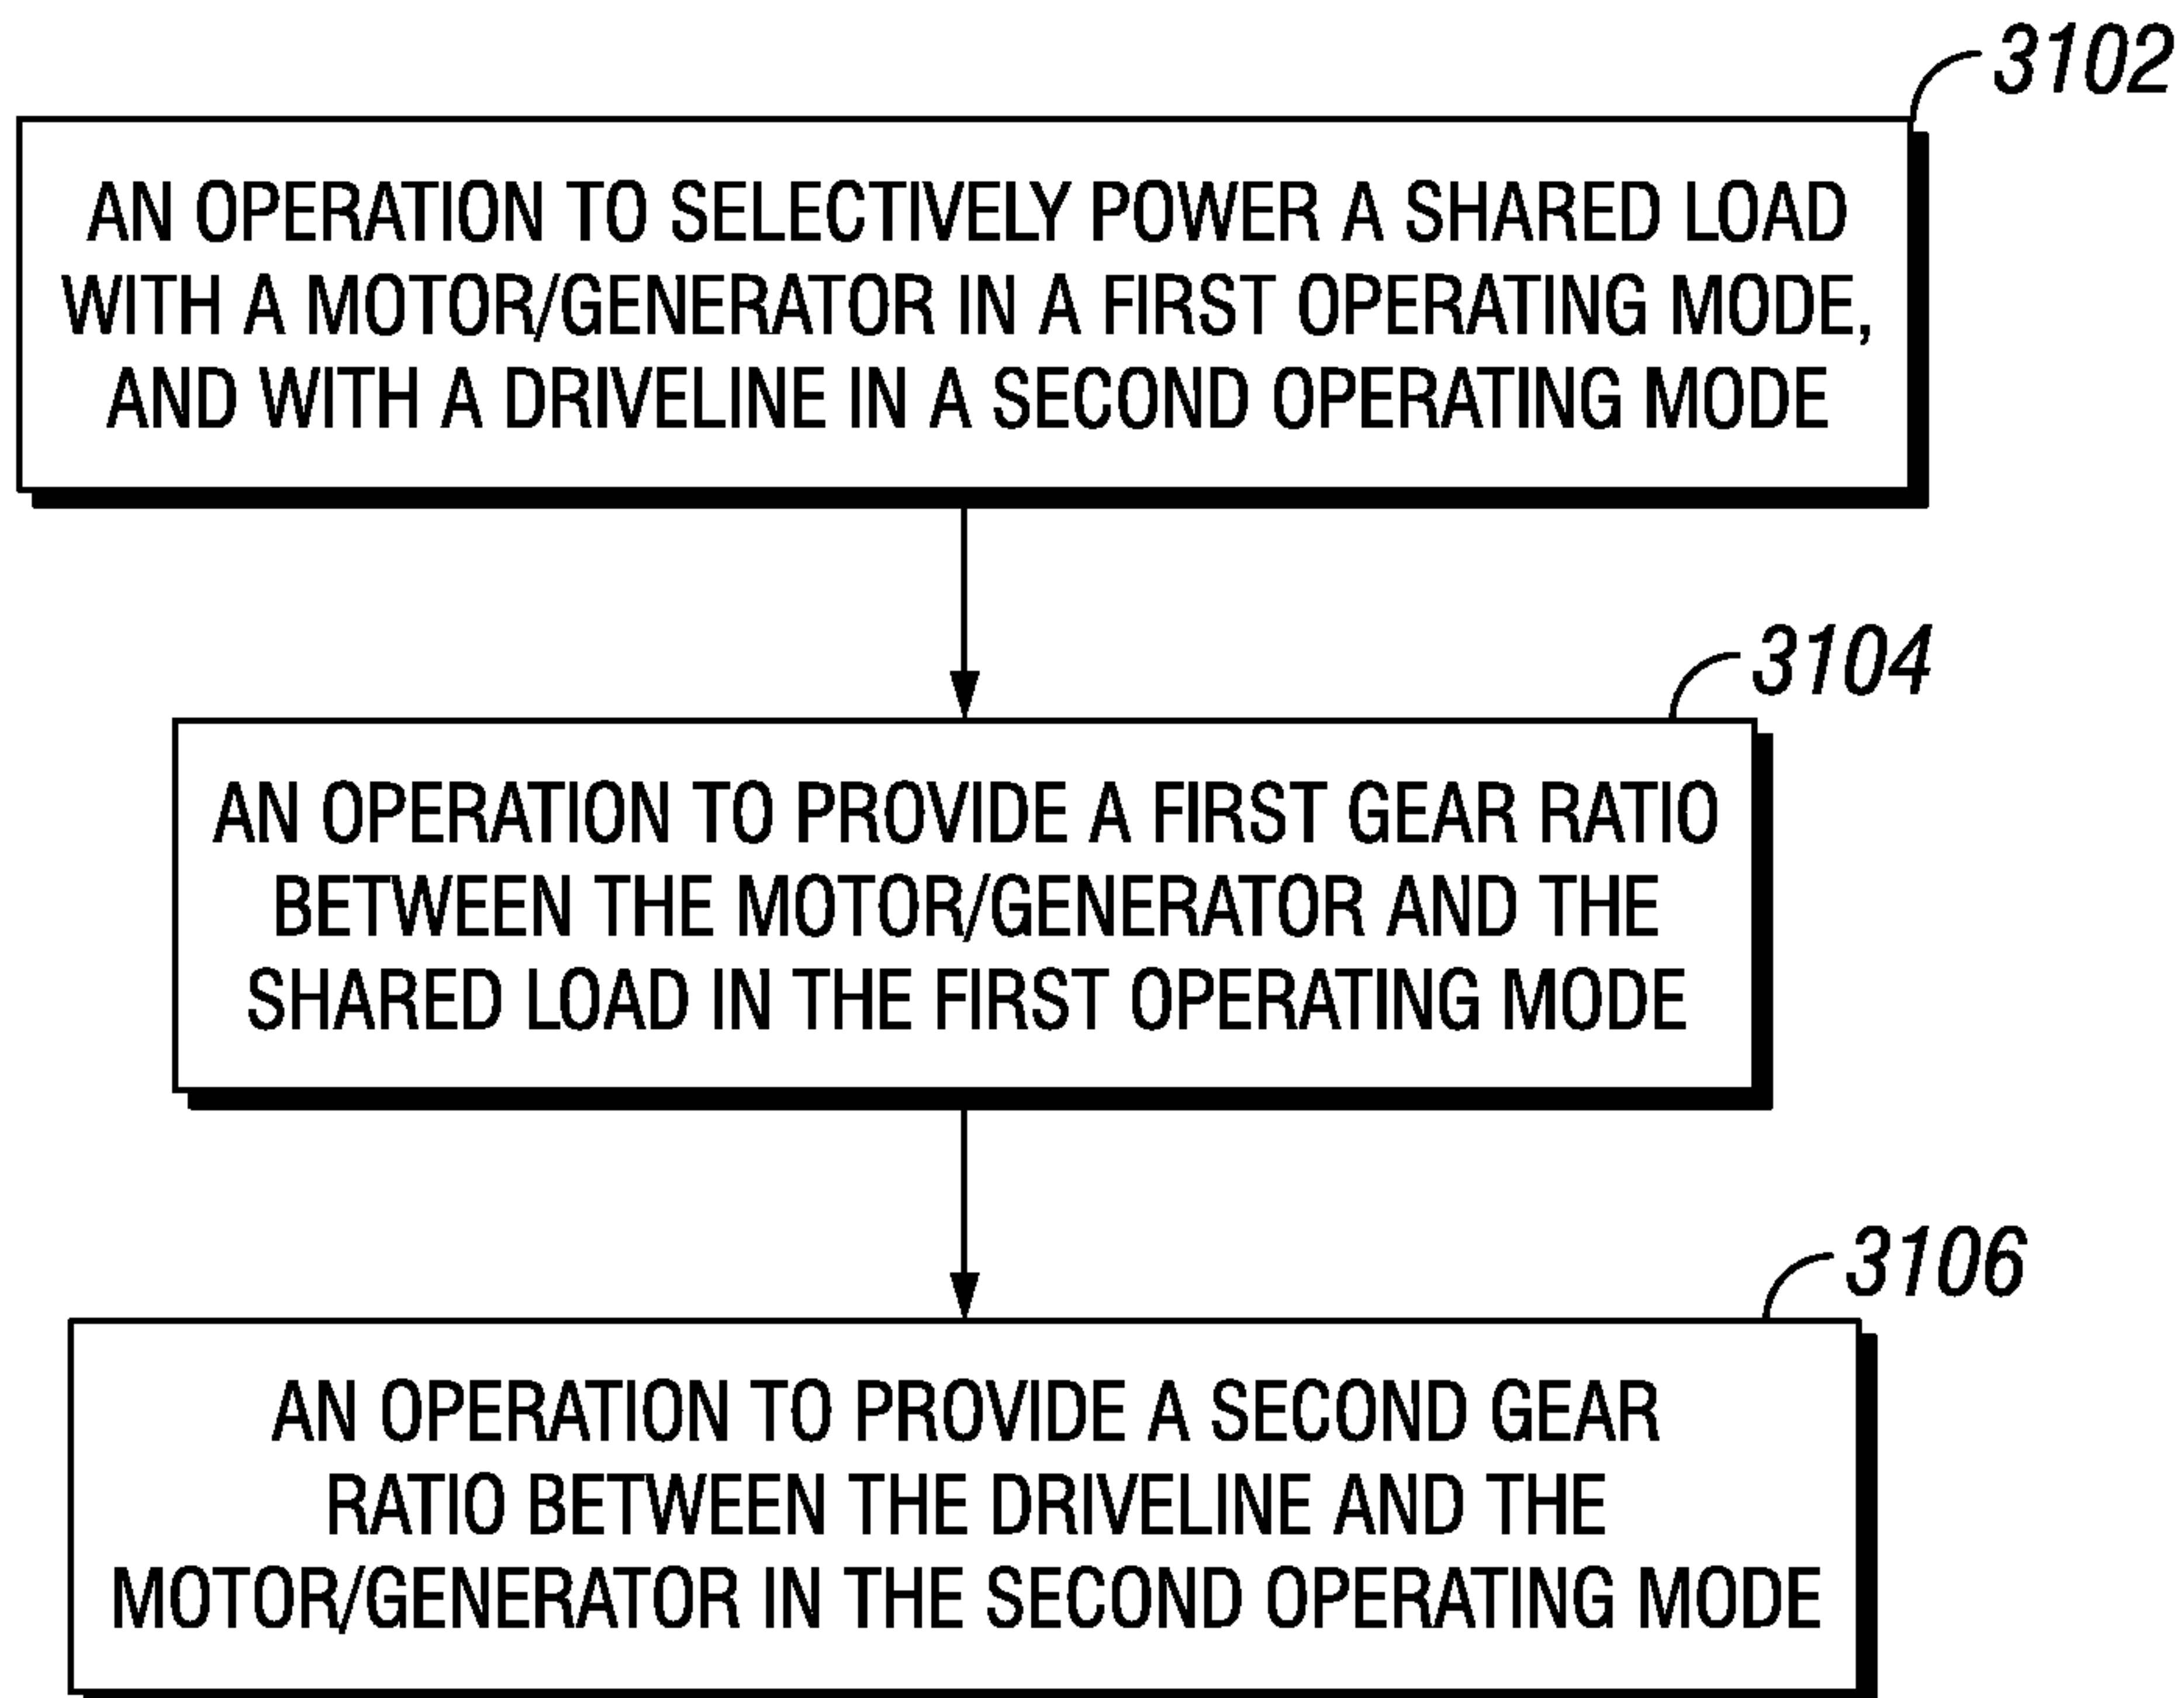 3102
AN OPERATION TO SELECTIVELY POWER A SHARED LOAD
WITH A MOTOR/GENERATOR IN A FIRST OPERATING MODE,
AND WITH A DRIVELINE IN A SECOND OPERATING MODE
3104
AN OPERATION TO PROVIDE A FIRST GEAR RATIO
BETWEEN THE MOTOR/GENERATOR AND THE
SHARED LOAD IN THE FIRST OPERATING MODE
3106
AN OPERATION TO PROVIDE A SECOND GEAR
RATIO BETWEEN THE DRIVELINE AND THE
MOTOR/GENERATOR IN THE SECOND OPERATING MODE